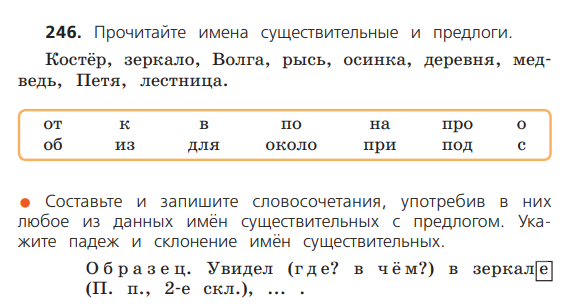 246. Прочитайте имена существительные и предлоги.
Костёр, зеркало, Волга, рысь, осинка, деревня, мед-
ведь, Петя, лестница.
от к в по на про о
об из для около при под с
• Составьте и запишите словосочетания, употребив в них
любое из данных имён существительных с предлогом. Ука-
жите падеж и склонение имён существительных.
Образец. Увидел (где? в чём?) в зеркале
(П. п., 2-е скл.), ... .